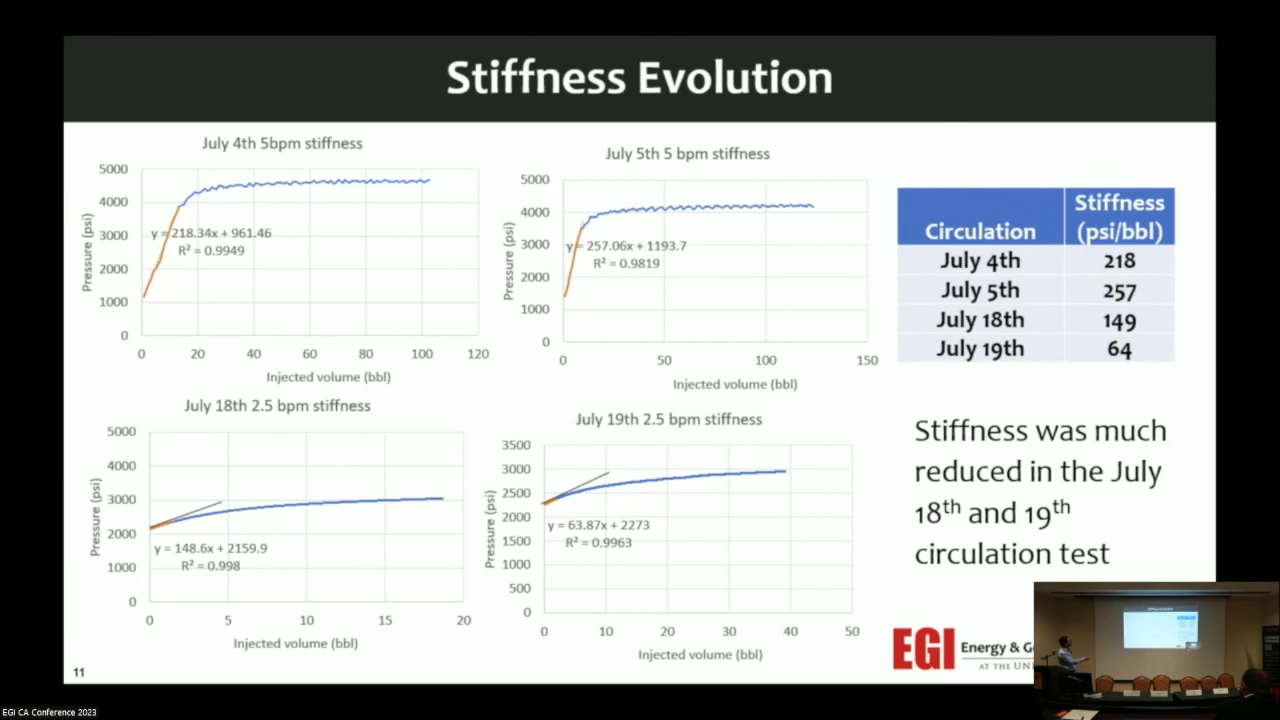 Stiffness Evolution
July 4th 5bpm stiffness
5000
4000
3000
2000
1000
0
Pressure (psi)
y = 218.34x + 961.46
R² = 0.9949
0 20 40 60 80 100 120
Injected volume (bbl)
July 5th 5 bpm stiffness
5000
4000
3000
2000
1000
0
Pressure (psi)
y = 257.06x + 1193.7
R² = 0.9819
0 50 100 150
Injected volume (bbl)
Circulation Stiffness (psi/bbl)
July 4th 218
July 5th 257
July 18th 149
July 19th 64
July 18th 2.5 bpm stiffness
5000
4000
3000
2000
1000
0
Pressure (psi)
y = 148.6x + 2159.9
R² = 0.998
0 5 10 15 20
Injected volume (bbl)
July 19th 2.5 bpm stiffness
3500
3000
2500
2000
1500
1000
500
0
Pressure (psi)
y = 63.87x + 2273
R² = 0.9963
0 10 20 30 40 50
Injected volume (bbl)
Stiffness was much
reduced in the July
18th and 19th
circulation test
EGI Energy & G
AT THE UN
11
EGI CA Conference 2023